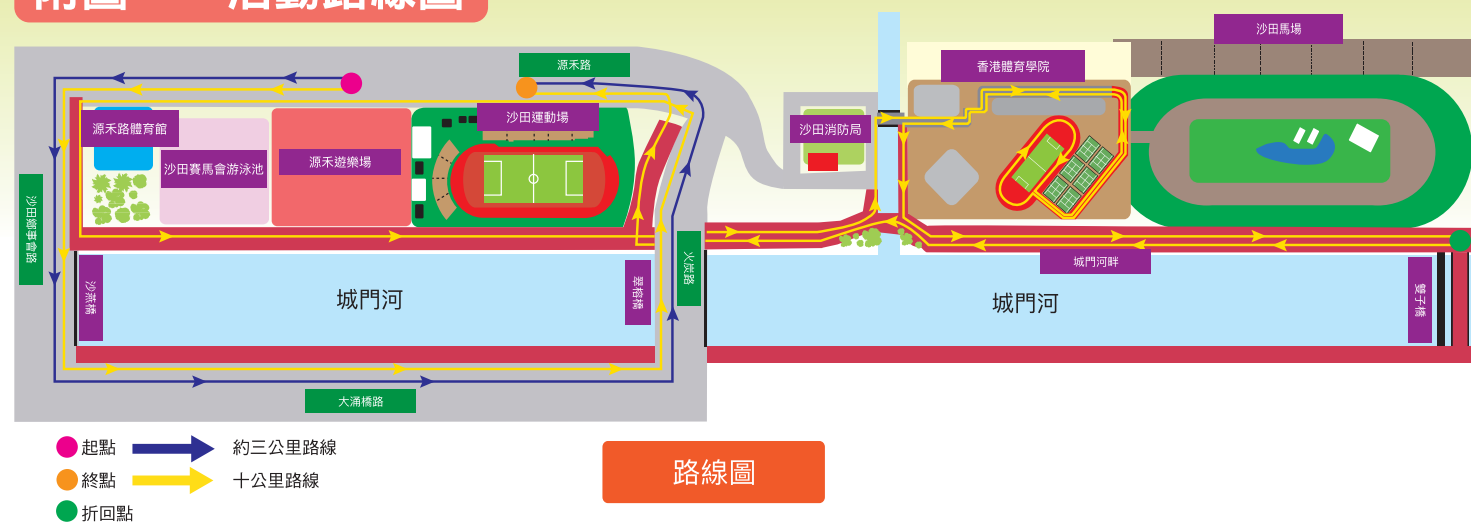 附圖 活動路線圖
沙田馬場
源禾路
香港體育學院
源禾路體育館
沙田運動場
沙田消防局
沙田賽馬會游泳池
源禾遊樂場
沙田鄉事會路
火炭路
城門河畔
沙燕橋
城門河
翠榕橋
城門河
雙子橋
大涌橋路
起點 約三公里路線
終點 十公里路線
折回點
路線圖